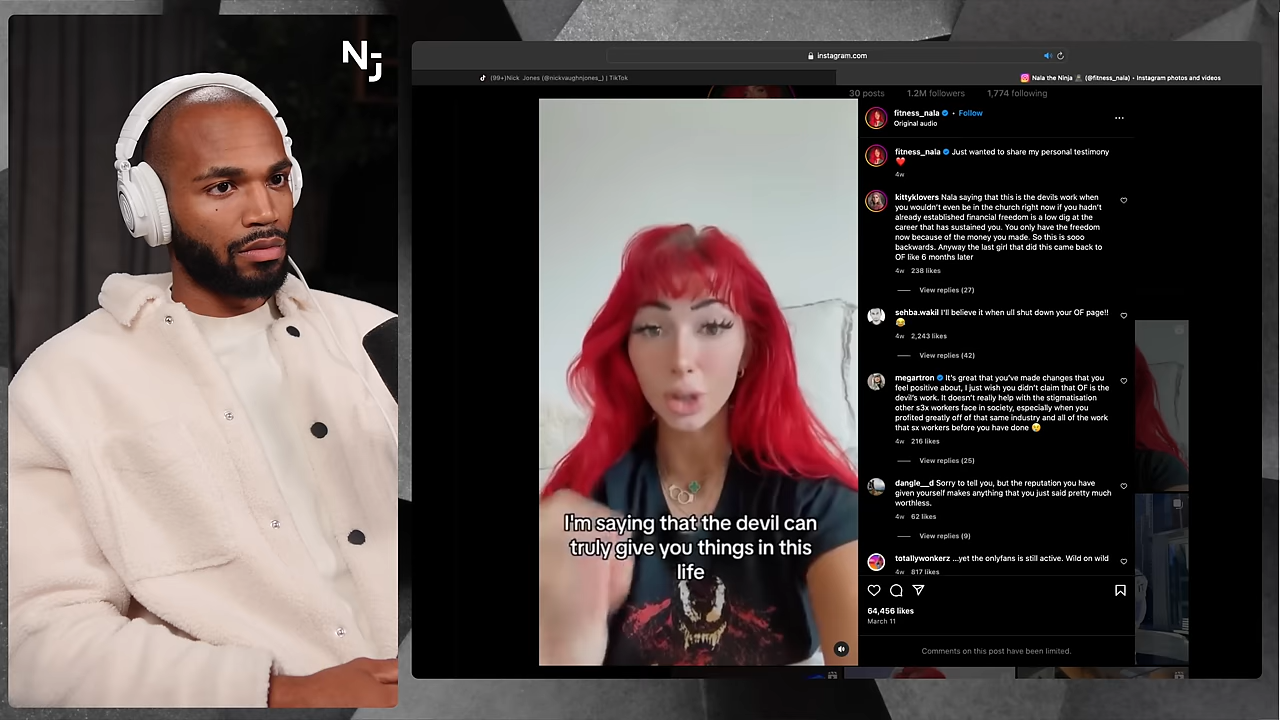 NJ
instagram.com
(99+)Nick Jones (@nickvaughnjones_) | TikTok
Nala the Ninja 🥷 (@fitness_nala) • Instagram photos and videos
30 posts
1.2M followers
1,774 following
fitness_nala • Follow
Original audio
fitness_nala Just wanted to share my personal testimony
❤️
4w
kittyklovers Nala saying that this is the devils work when
you wouldn't even be in the church right now if you hadn't
already established financial freedom is a low dig at the
career that has sustained you. You only have the freedom
now because of the money you made. So this is sooo
backwards. Anyway the last girl that did this came back to
OF like 6 months later
4w 238 likes
View replies (27)
sehba.wakil I'll believe it when ull shut down your OF page!!
😂
4w 2,243 likes
View replies (42)
megartron It's great that you've made changes that you
feel positive about, I just wish you didn't claim that OF is the
devil's work. It doesn't really help with the stigmatisation
other s3x workers face in society, especially when you
profited greatly off of that same industry and all of the work
that sx workers before you have done 😢
4w 216 likes
View replies (25)
dangle__d Sorry to tell you, but the reputation you have
given yourself makes anything that you just said pretty much
worthless.
4w 62 likes
View replies (9)
totallywonkerz ...yet the onlyfans is still active. Wild on wild
4w 817 likes
64,456 likes
March 11
Comments on this post have been limited.
I'm saying that the devil can
truly give you things in this
life